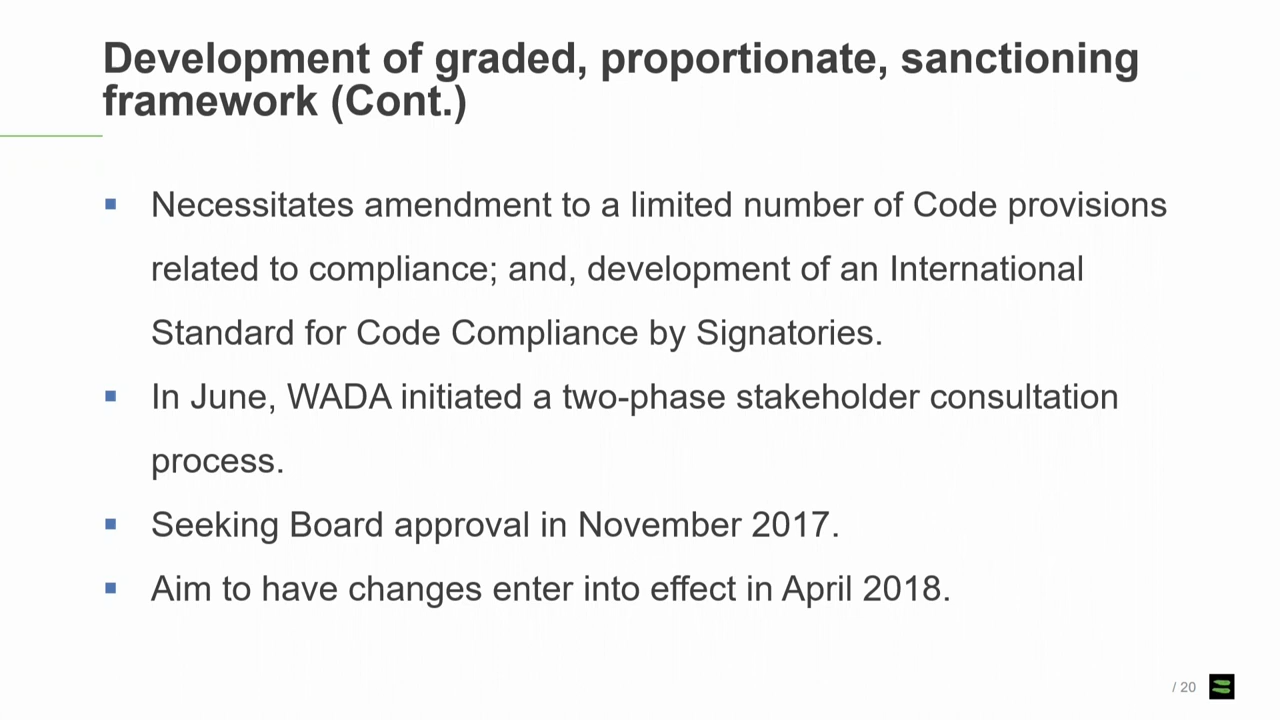 Development of graded, proportionate, sanctioning
framework (Cont.)
Necessitates amendment to a limited number of Code provisions
related to compliance; and, development of an International
Standard for Code Compliance by Signatories.
In June, WADA initiated a two-phase stakeholder consultation
process.
Seeking Board approval in November 2017.
Aim to have changes enter into effect in April 2018.
/ 20